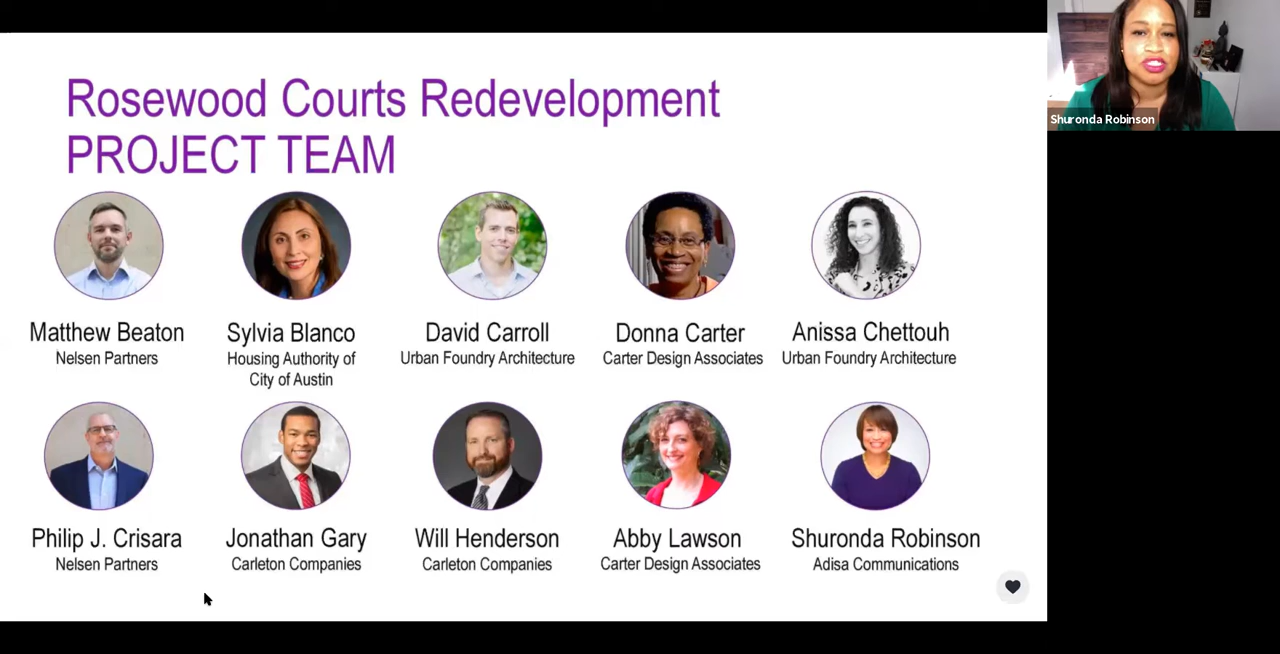 Rosewood Courts Redevelopment
PROJECT TEAM
Shuronda Robinson
Matthew Beaton
Nelsen Partners
Sylvia Blanco
Housing Authority of
City of Austin
David Carroll
Urban Foundry Architecture
Donna Carter
Carter Design Associates
Anissa Chettouh
Urban Foundry Architecture
Philip J. Crisara
Nelsen Partners
Jonathan Gary
Carleton Companies
Will Henderson
Carleton Companies
Abby Lawson
Carter Design Associates
Shuronda Robinson
Adisa Communications